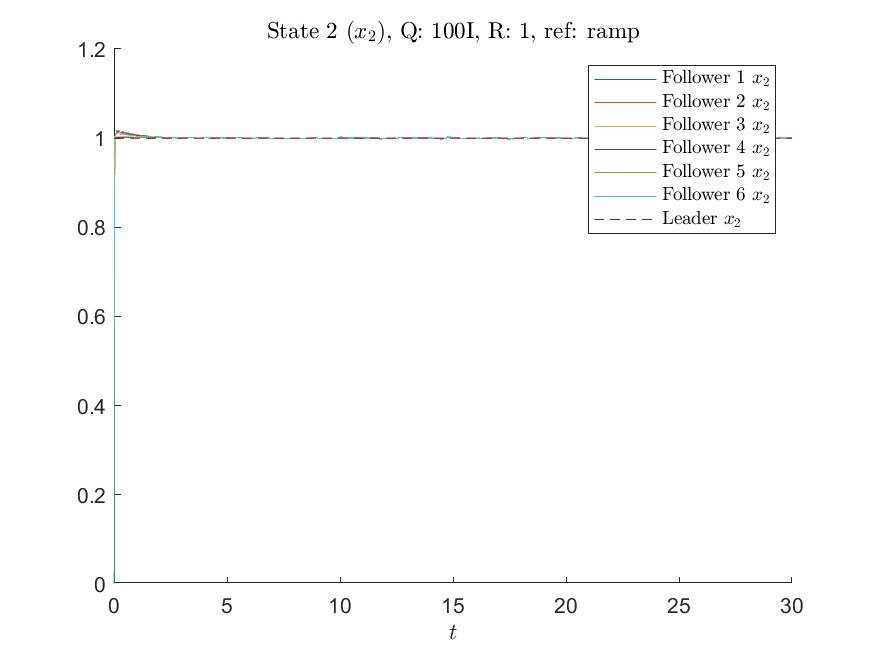 State 2 (x₂), Q: 100I, R: 1, ref: ramp
1.2
1
0.8
0.6
0.4
0.2
0
Follower 1 x₂
Follower 2 x₂
Follower 3 x₂
Follower 4 x₂
Follower 5 x₂
Follower 6 x₂
Leader x₂
0 5 10 15 20 25 30
t